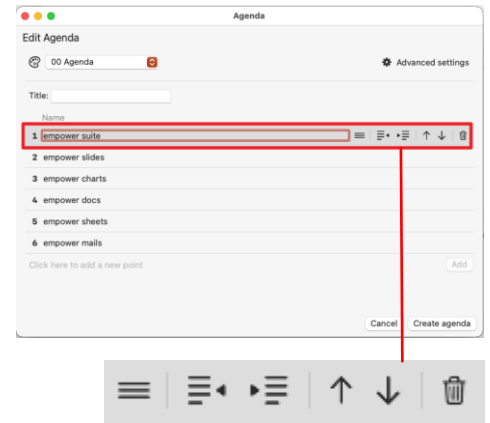 Agenda
Edit Agenda
00 Agenda
Advanced settings
Title:
Name
1 empower suite
2 empower slides
3 empower charts
4 empower docs
5 empower sheets
6 empower mails
Click here to add a new point Add
Cancel Create agenda